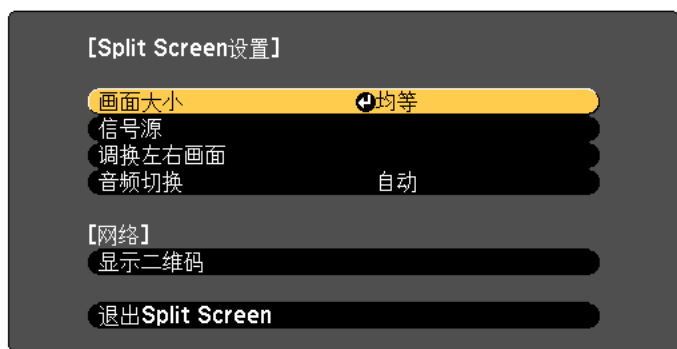 [Split Screen设置]
画面大小 均等
信号源
调换左右画面
音频切换 自动
[网络]
显示二维码
退出Split Screen